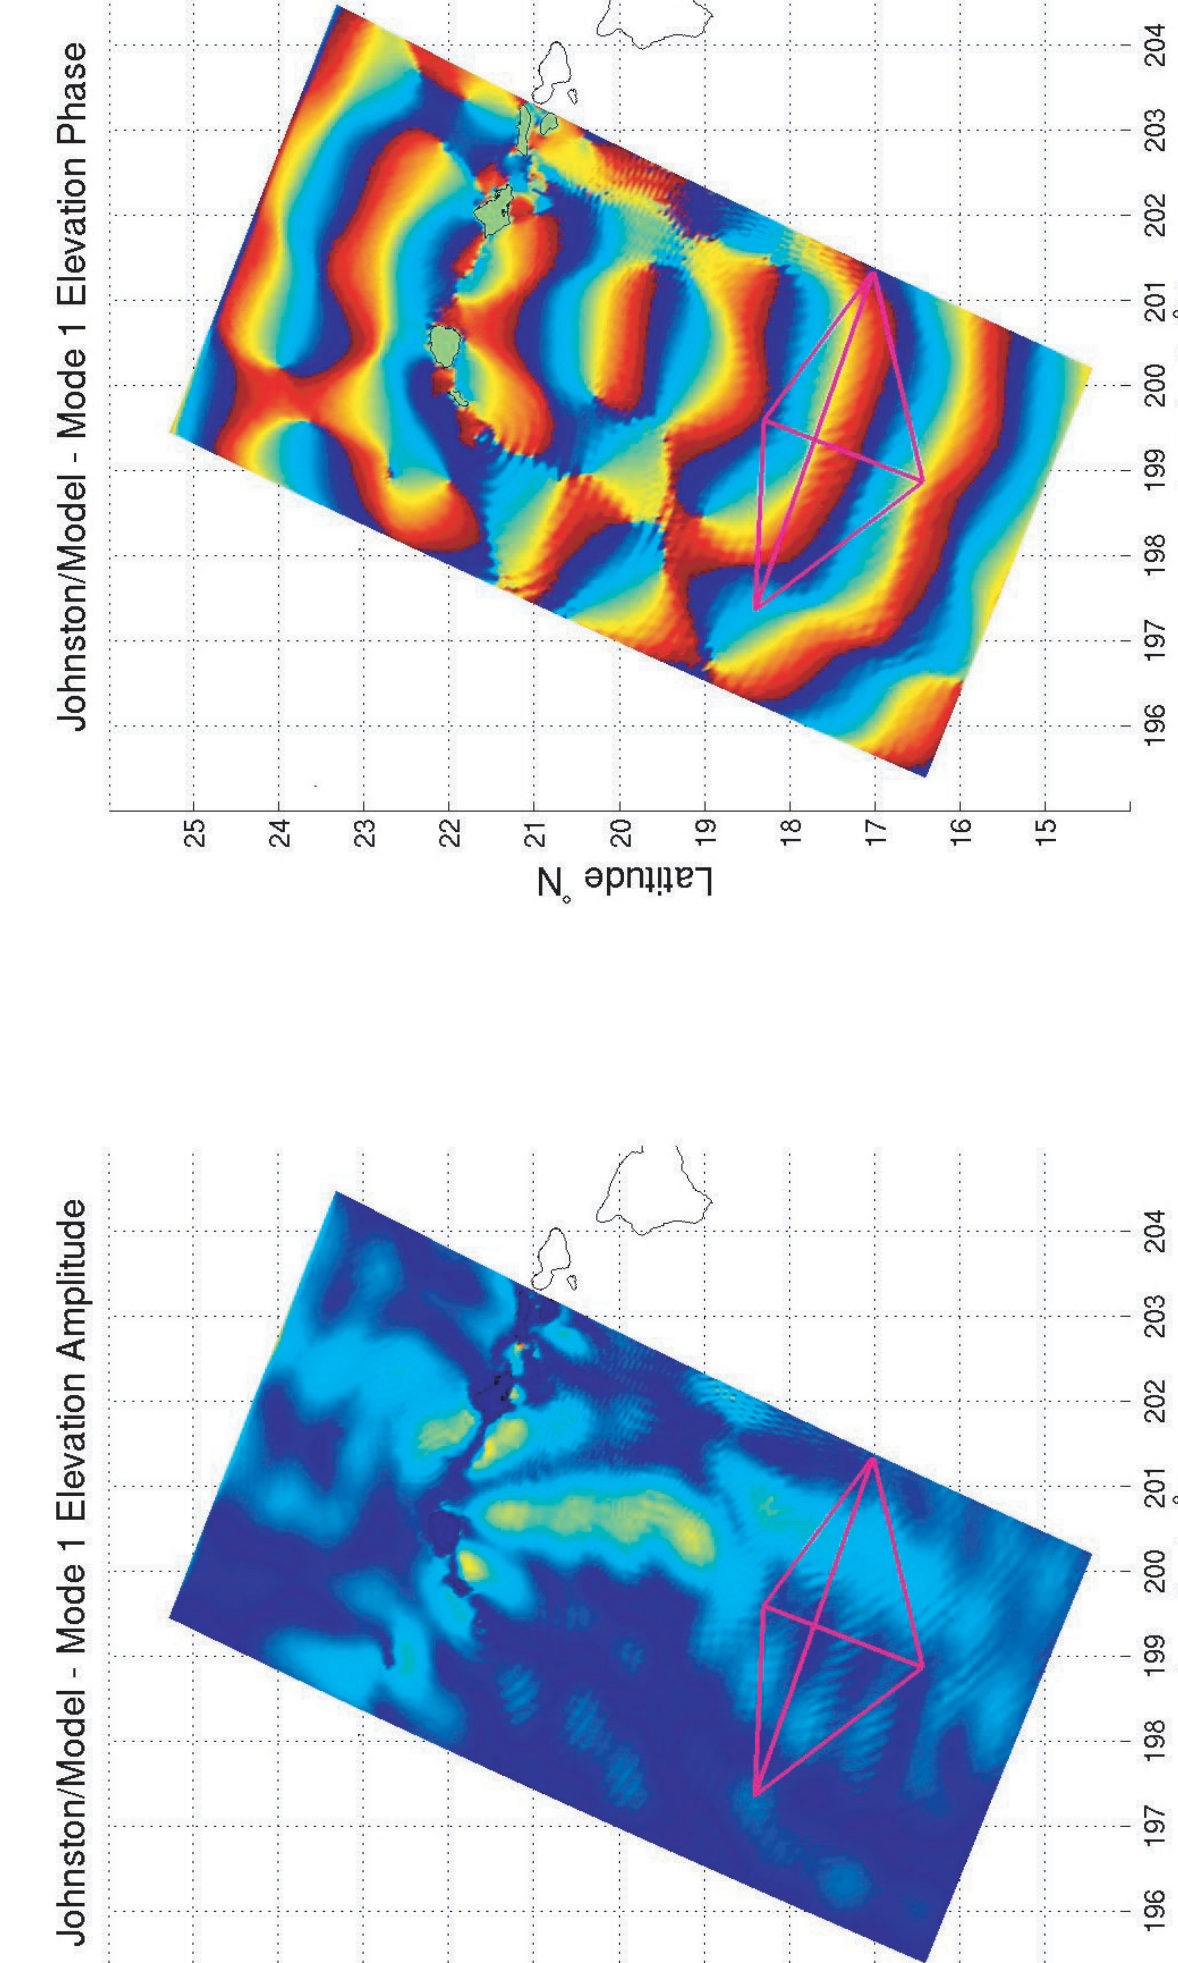 Johnston/Model - Mode 1 Elevation Amplitude
196 197 198 199 200 201 202 203 204
Johnston/Model - Mode 1 Elevation Phase
Latitude °N
25
24
23
22
21
20
19
18
17
16
15
196 197 198 199 200 201 202 203 204